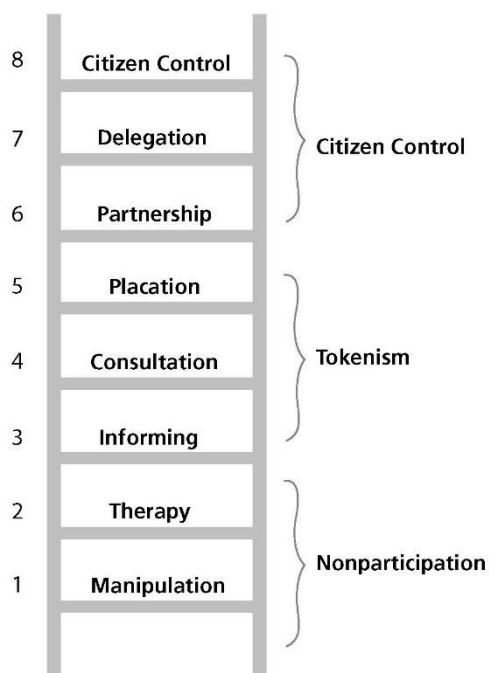 8 Citizen Control
7 Delegation
Citizen Control
6 Partnership
5 Placation
4 Consultation
Tokenism
3 Informing
2 Therapy
Nonparticipation
1 Manipulation